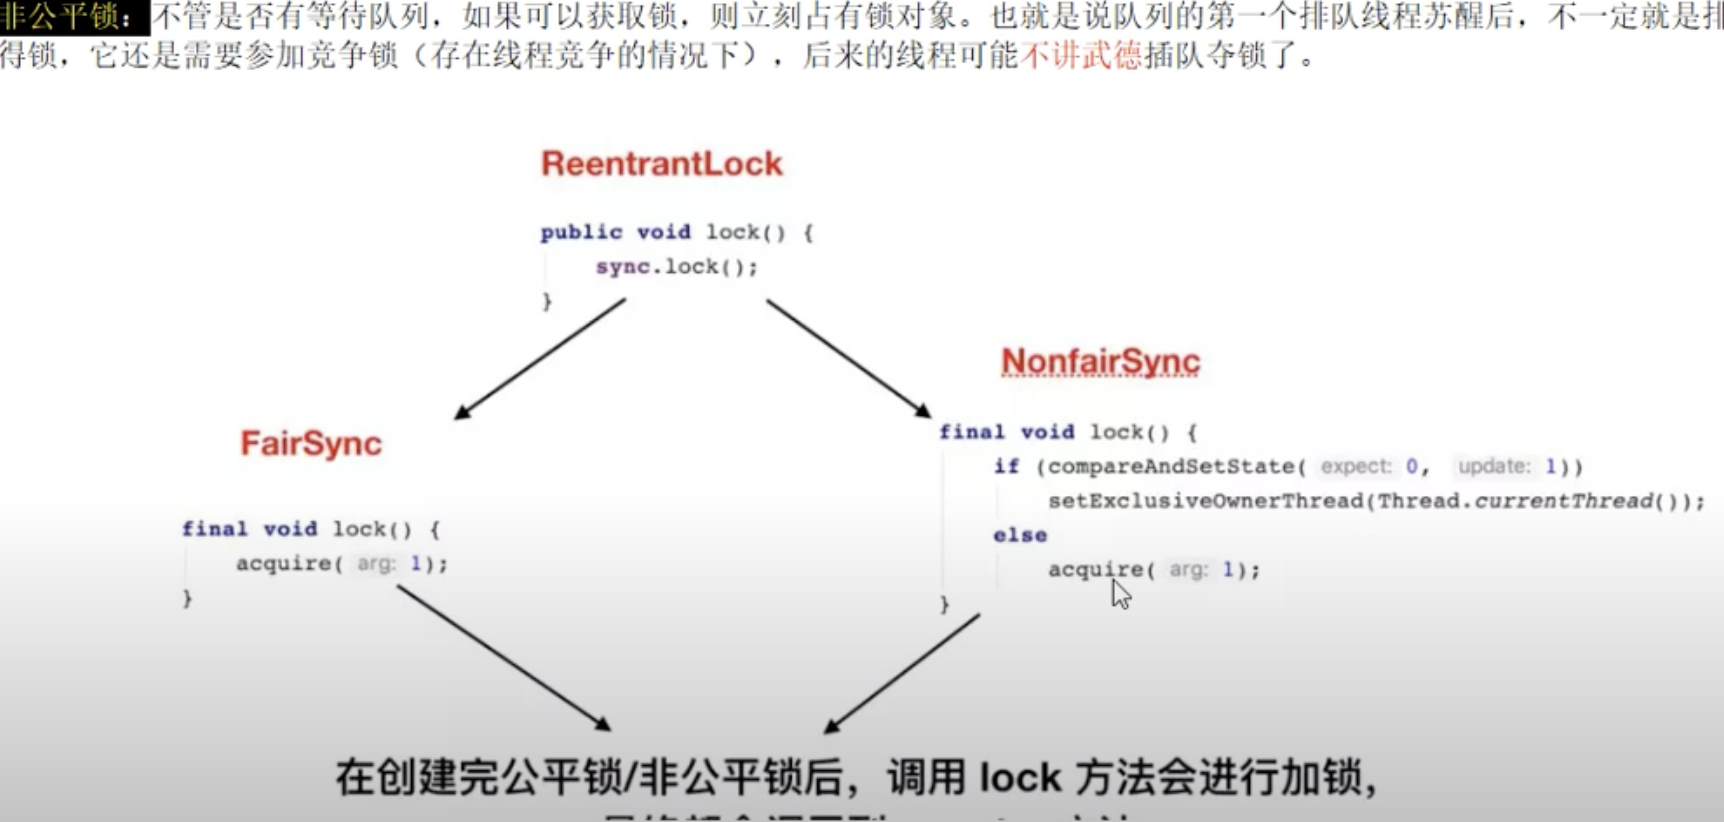 非公平锁：不管是否有等待队列，如果可以获取锁，则立刻占有锁对象。也就是说队列的第一个排队线程苏醒后，不一定就是排
得锁，它还是需要参加竞争锁（存在线程竞争的情况下），后来的线程可能不讲武德插队夺锁了。
ReentrantLock
public void lock() {
sync.lock();
}
NonfairSync
final void lock() {
if (compareAndSetState( expect: 0, update: 1))
setExclusiveOwnerThread(Thread.currentThread());
else
acquire( arg: 1);
}
FairSync
final void lock() {
acquire( arg: 1);
}
在创建完公平锁/非公平锁后，调用 lock 方法会进行加锁，